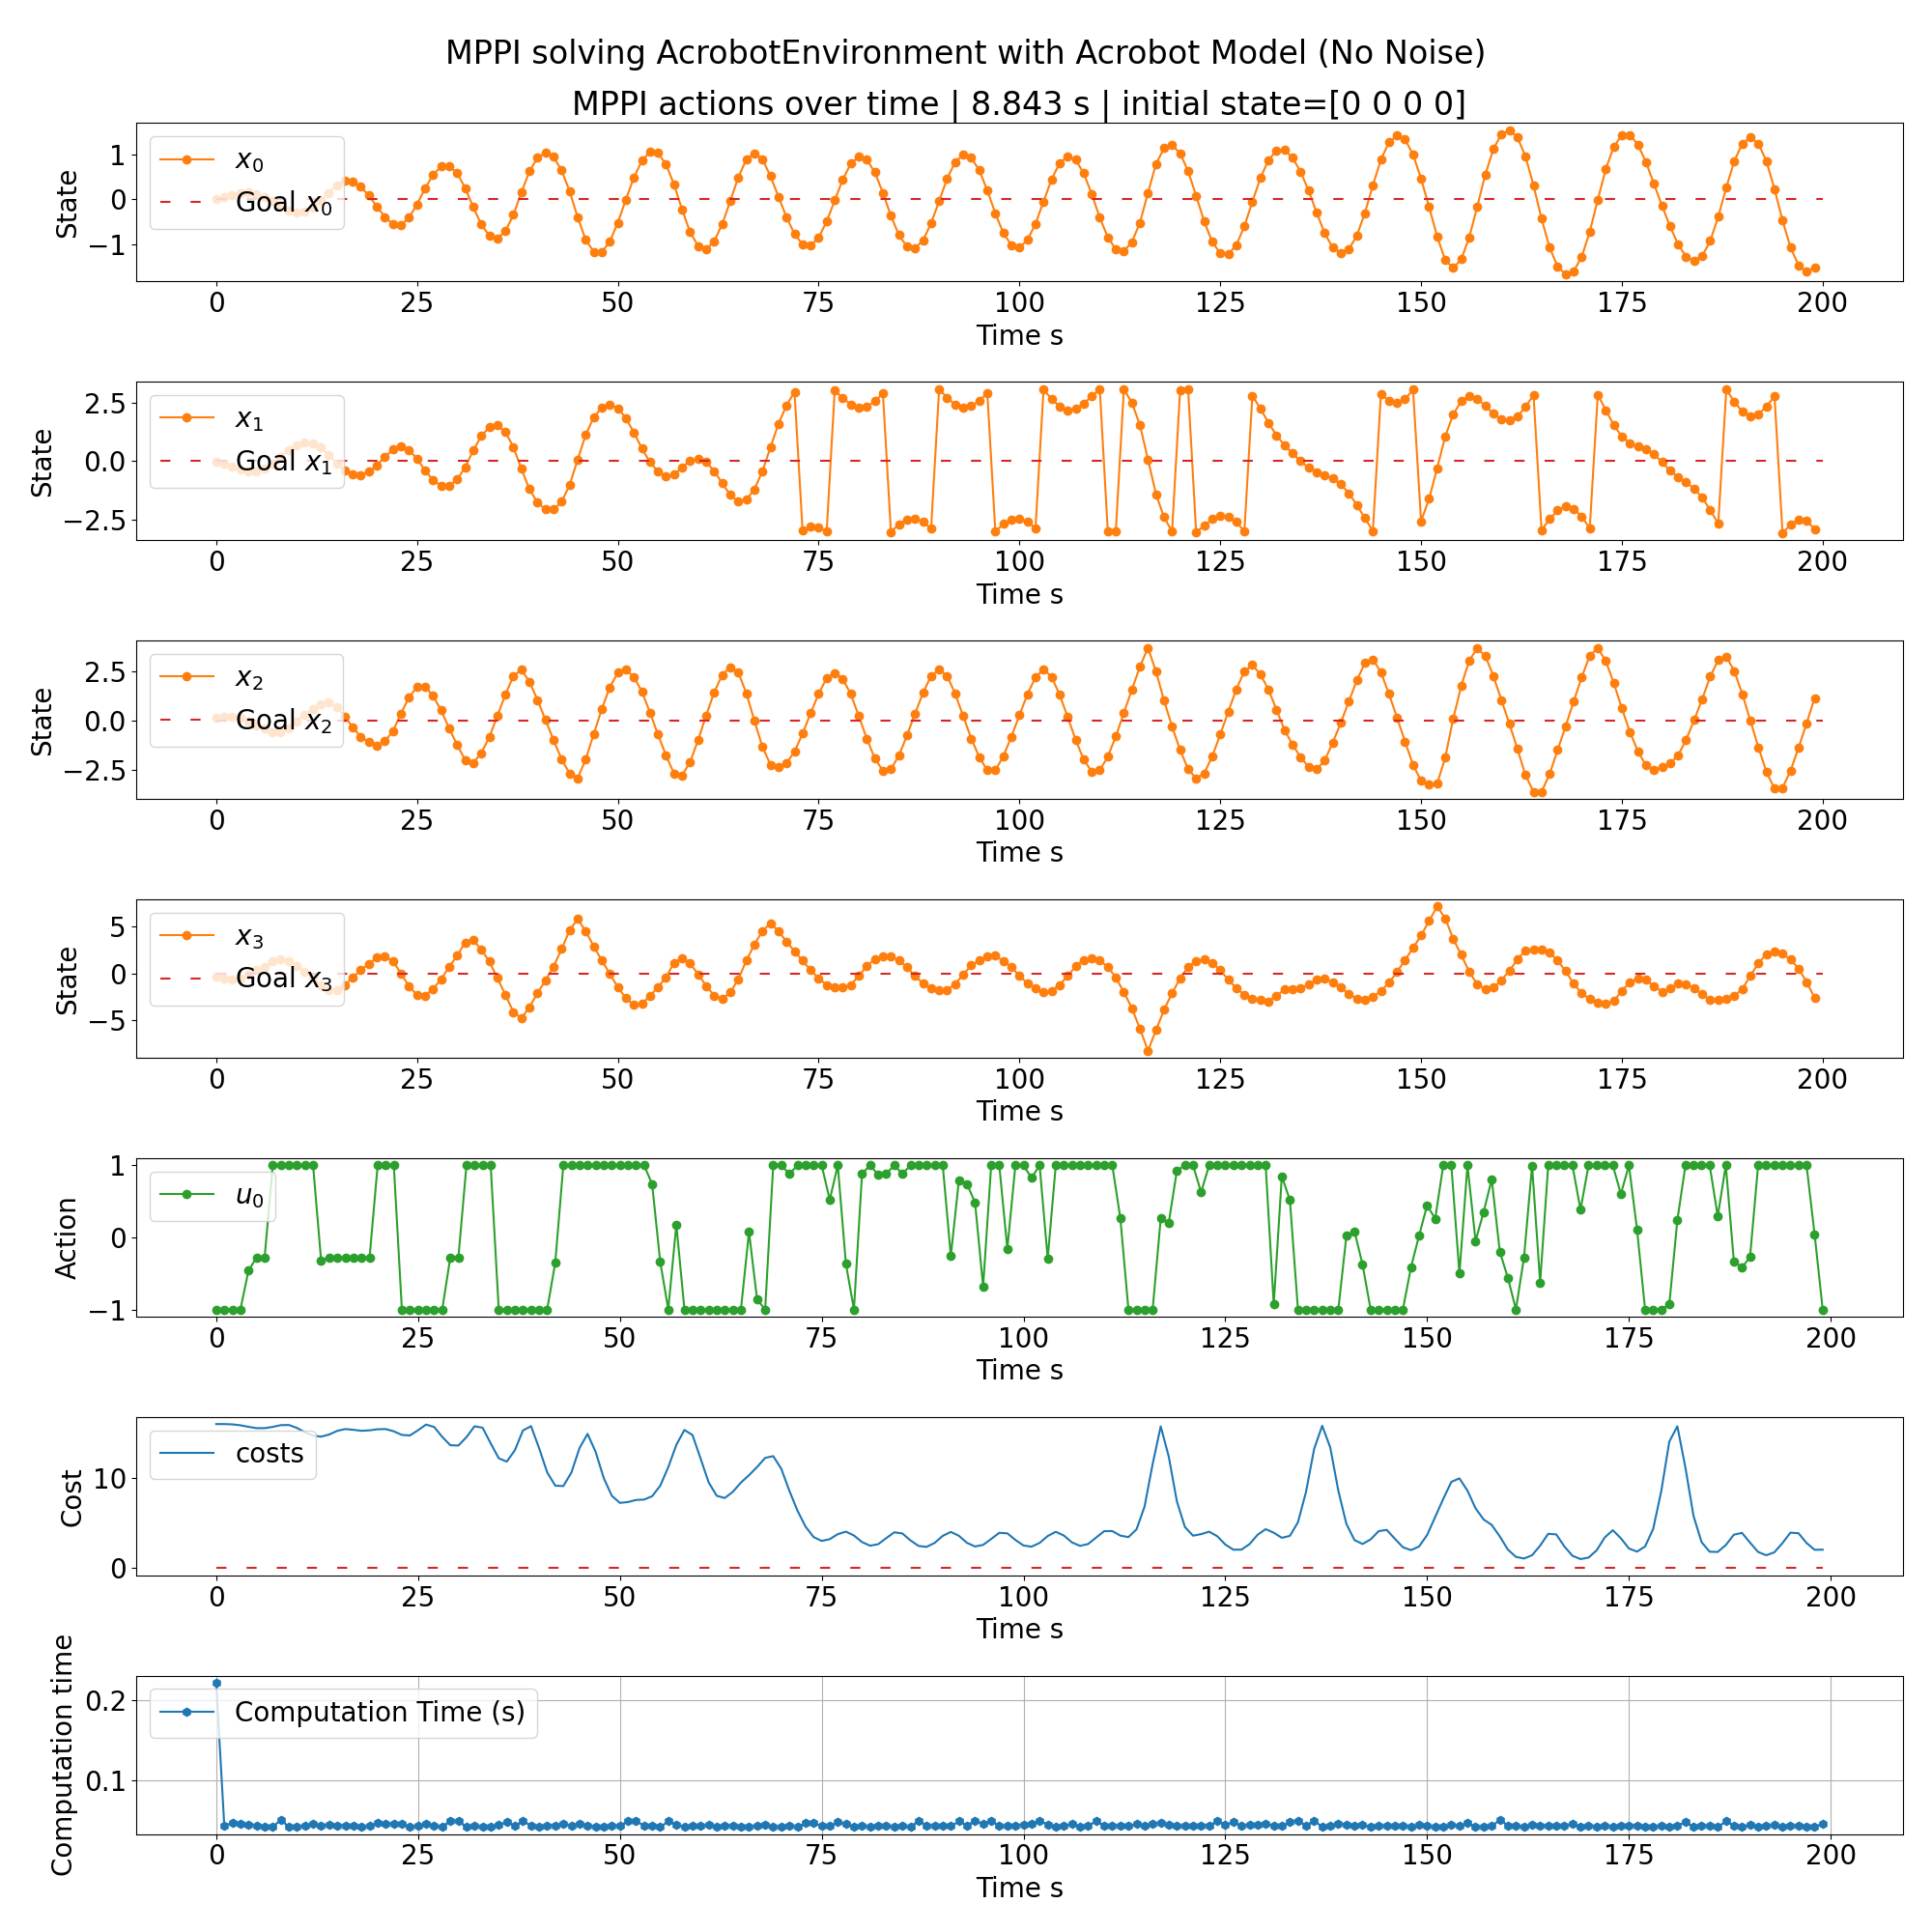 MPPI solving AcrobotEnvironment with Acrobot Model (No Noise)
MPPI actions over time | 8.843 s | initial state=[0 0 0 0]
State
1
0
−1
x₀
Goal x₀
0 25 50 75 100 125 150 175 200
Time s
State
2.5
0.0
−2.5
x₁
Goal x₁
0 25 50 75 100 125 150 175 200
Time s
State
2.5
0.0
−2.5
x₂
Goal x₂
0 25 50 75 100 125 150 175 200
Time s
State
5
0
−5
x₃
Goal x₃
0 25 50 75 100 125 150 175 200
Time s
Action
1
0
−1
u₀
0 25 50 75 100 125 150 175 200
Time s
Cost
10
0
costs
0 25 50 75 100 125 150 175 200
Time s
Computation time
0.2
0.1
Computation Time (s)
0 25 50 75 100 125 150 175 200
Time s